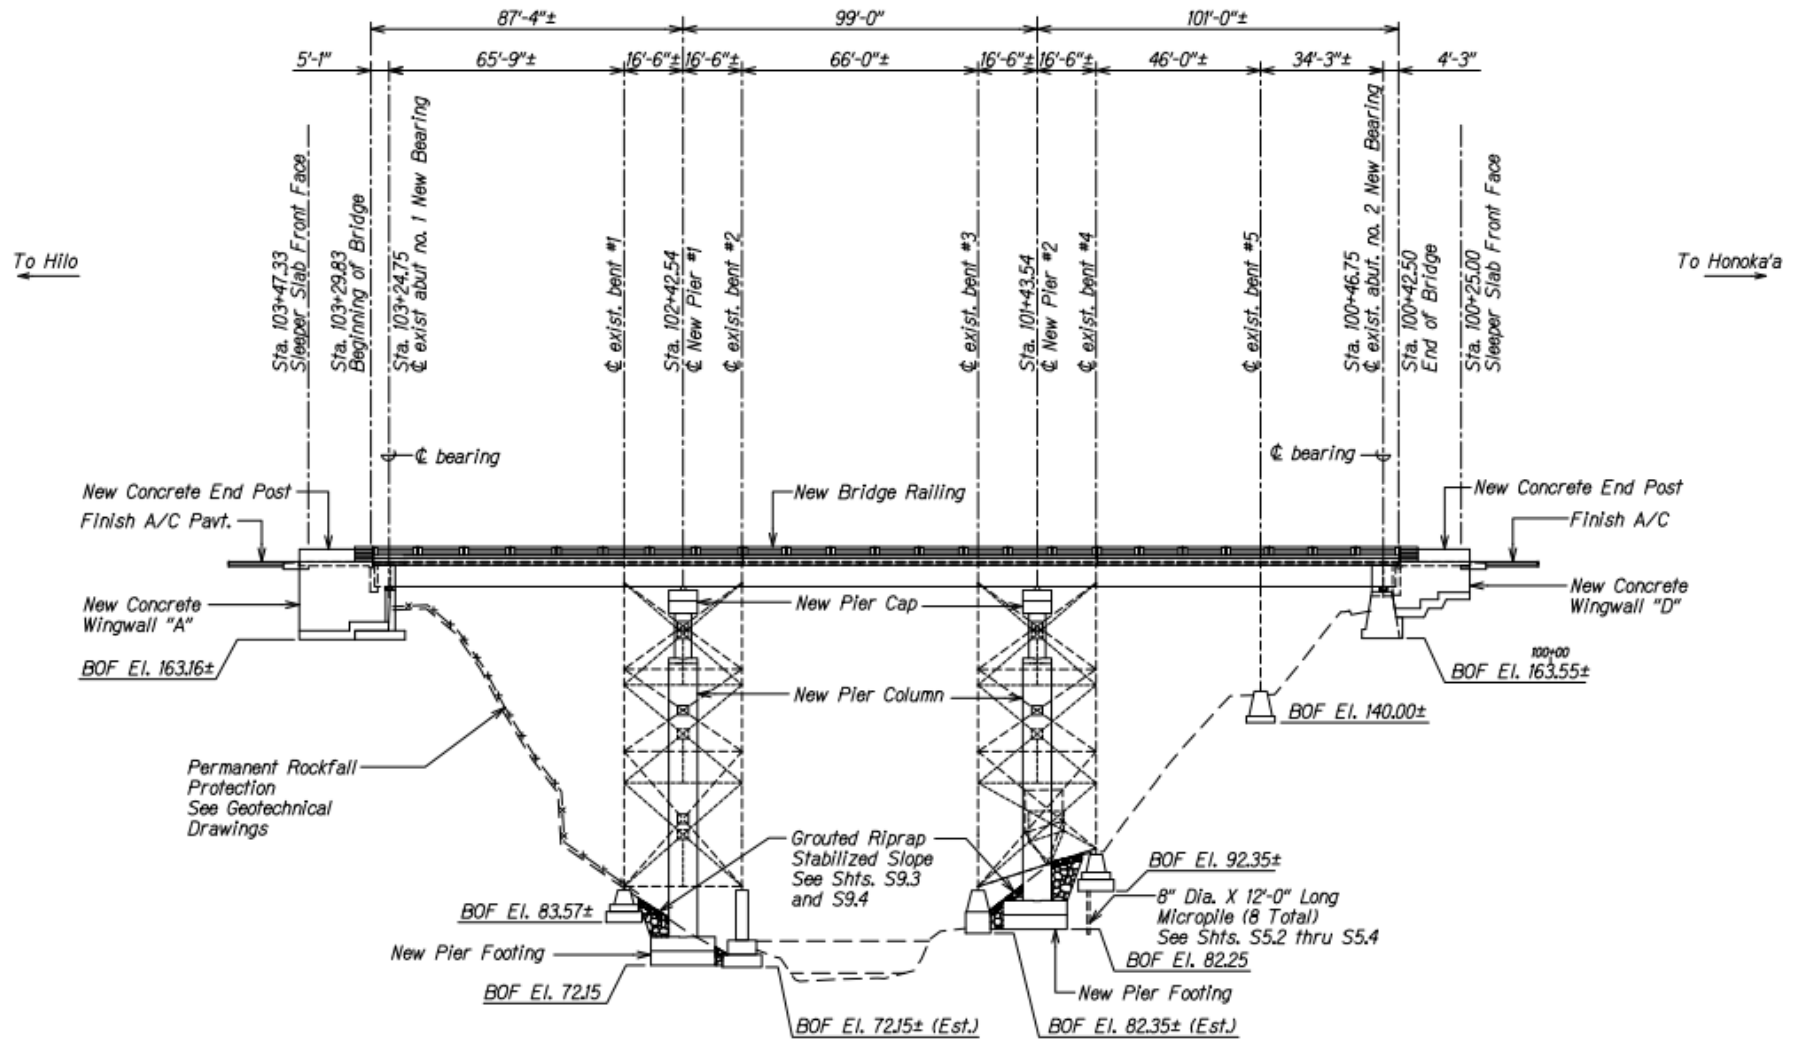 87'-4"±
99'-0"
101'-0"±
5'-1"
65'-9"±
16'-6"±
16'-6"±
66'-0"±
16'-6"±
16'-6"±
46'-0"±
34'-3"±
4'-3"
To Hilo
Sta. 103+47.33
Sleeper Slab Front Face
Sta. 103+29.83
Beginning of Bridge
Sta. 103+24.75
℄ exist abut no. 1 New Bearing
℄ exist. bent #1
Sta. 102+42.54
℄ New Pier #1
℄ exist. bent #2
℄ exist. bent #3
Sta. 101+43.54
℄ New Pier #2
℄ exist. bent #4
℄ exist. bent #5
Sta. 100+46.75
℄ exist. abut. no. 2 New Bearing
Sta. 100+42.50
End of Bridge
Sta. 100+25.00
Sleeper Slab Front Face
To Honoka'a
℄ bearing
℄ bearing
New Concrete End Post
Finish A/C Pavt.
New Bridge Railing
New Concrete End Post
Finish A/C
New Concrete
Wingwall "A"
New Pier Cap
New Concrete
Wingwall "D"
BOF El. 163.16±
100+00
BOF El. 163.55±
New Pier Column
BOF El. 140.00±
Permanent Rockfall
Protection
See Geotechnical
Drawings
Grouted Riprap
Stabilized Slope
See Shts. S9.3
and S9.4
BOF El. 92.35±
8" Dia. X 12'-0" Long
Micropile (8 Total)
See Shts. S5.2 thru S5.4
BOF El. 83.57±
New Pier Footing
BOF El. 82.25
BOF El. 72.15
New Pier Footing
BOF El. 72.15± (Est.)
BOF El. 82.35± (Est.)